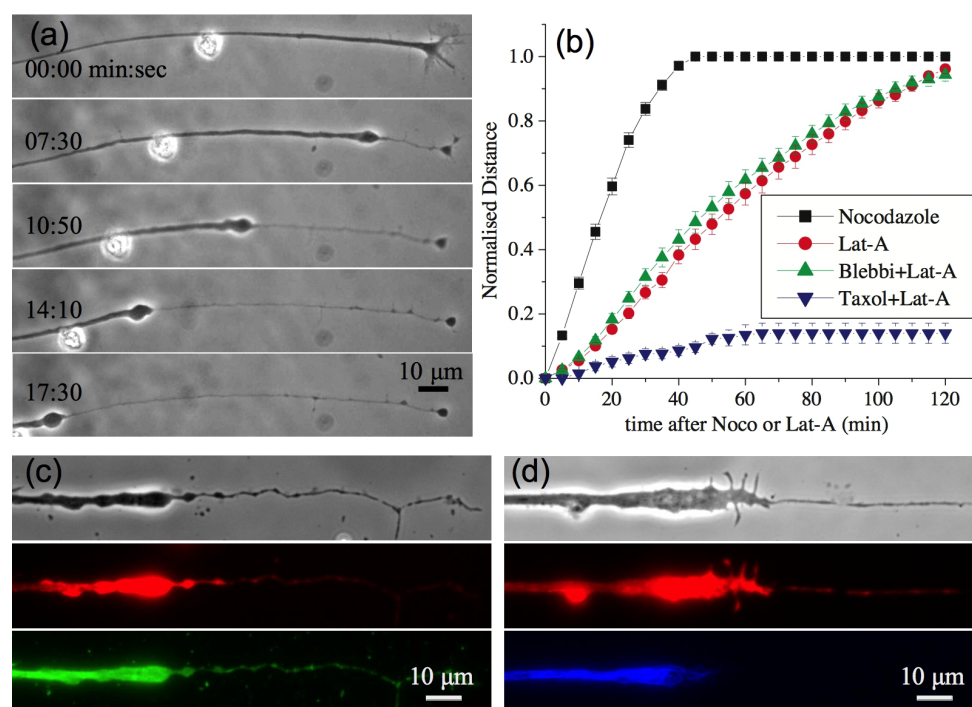 (a)
00:00 min:sec
07:30
10:50
14:10
10 μm
17:30
(b)
Normalised Distance
1.0
0.8
0.6
0.4
0.2
0.0
Nocodazole
Lat-A
Blebbi+Lat-A
Taxol+Lat-A
0 20 40 60 80 100 120
time after Noco or Lat-A (min)
(c)
10 μm
(d)
10 μm